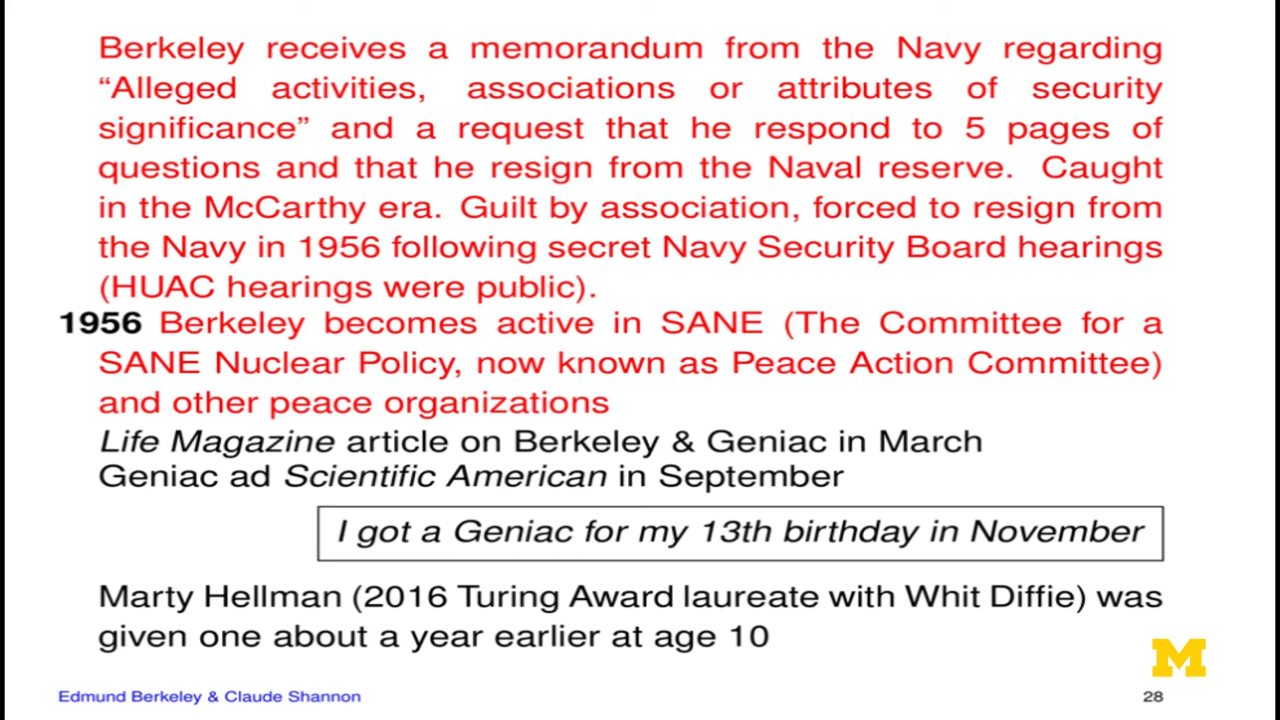 Berkeley receives a memorandum from the Navy regarding
“Alleged activities, associations or attributes of security
significance” and a request that he respond to 5 pages of
questions and that he resign from the Naval reserve. Caught
in the McCarthy era. Guilt by association, forced to resign from
the Navy in 1956 following secret Navy Security Board hearings
(HUAC hearings were public).
1956 Berkeley becomes active in SANE (The Committee for a
SANE Nuclear Policy, now known as Peace Action Committee)
and other peace organizations
Life Magazine article on Berkeley & Geniac in March
Geniac ad Scientific American in September
I got a Geniac for my 13th birthday in November
Marty Hellman (2016 Turing Award laureate with Whit Diffie) was
given one about a year earlier at age 10
M
Edmund Berkeley & Claude Shannon
28